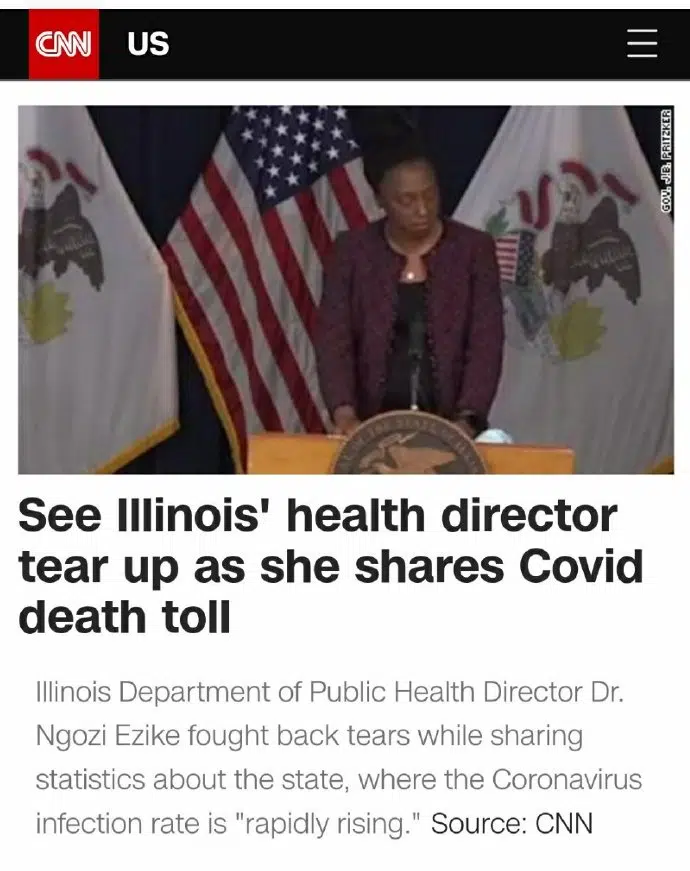 CNN US
GOV. J.B. PRITZKER
See Illinois' health director
tear up as she shares Covid
death toll
Illinois Department of Public Health Director Dr.
Ngozi Ezike fought back tears while sharing
statistics about the state, where the Coronavirus
infection rate is "rapidly rising." Source: CNN